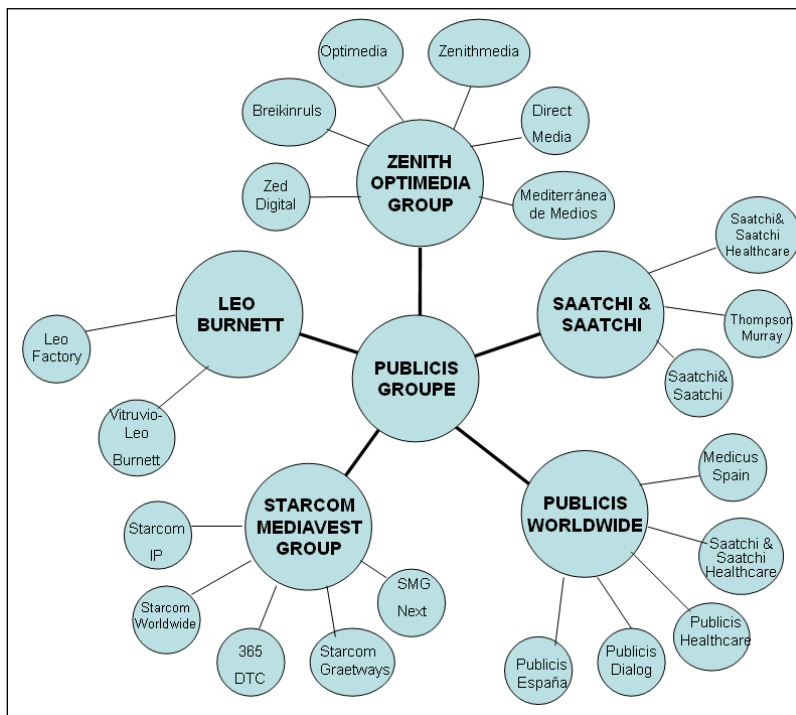 Optimedia
Zenithmedia
Breikinruls
Direct
Media
ZENITH
OPTIMEDIA
GROUP
Zed
Digital
Mediterránea
de Medios
Saatchi&
Saatchi
Healthcare
LEO
BURNETT
SAATCHI &
SAATCHI
Leo
Factory
Thompson
Murray
PUBLICIS
GROUPE
Saatchi&
Saatchi
Vitruvio-
Leo
Burnett
Medicus
Spain
STARCOM
MEDIAVEST
GROUP
PUBLICIS
WORLDWIDE
Starcom
IP
Saatchi &
Saatchi
Healthcare
SMG
Next
Starcom
Worldwide
Publicis
Healthcare
365
DTC
Starcom
Graetways
Publicis
España
Publicis
Dialog